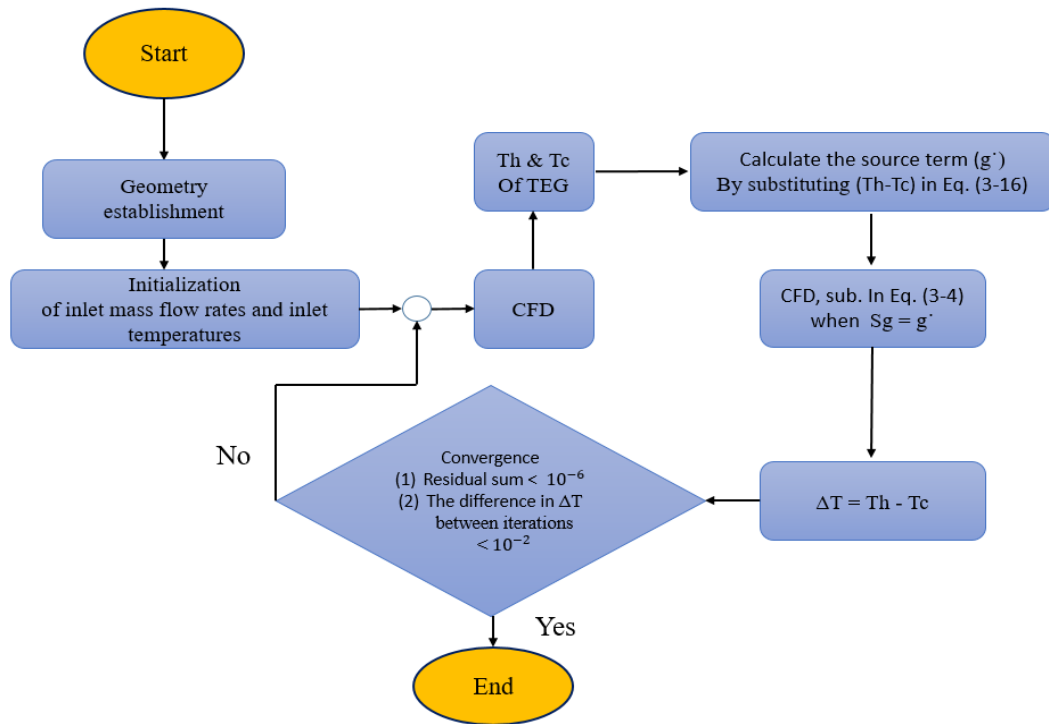 Start
Geometry
establishment
Initialization
of inlet mass flow rates and inlet
temperatures
CFD
Th & Tc
Of TEG
Calculate the source term (g˙)
By substituting (Th-Tc) in Eq. (3-16)
CFD, sub. In Eq. (3-4)
when Sg = g˙
ΔT = Th - Tc
Convergence
(1) Residual sum < 10⁻⁶
(2) The difference in ΔT
between iterations
< 10⁻²
No
Yes
End